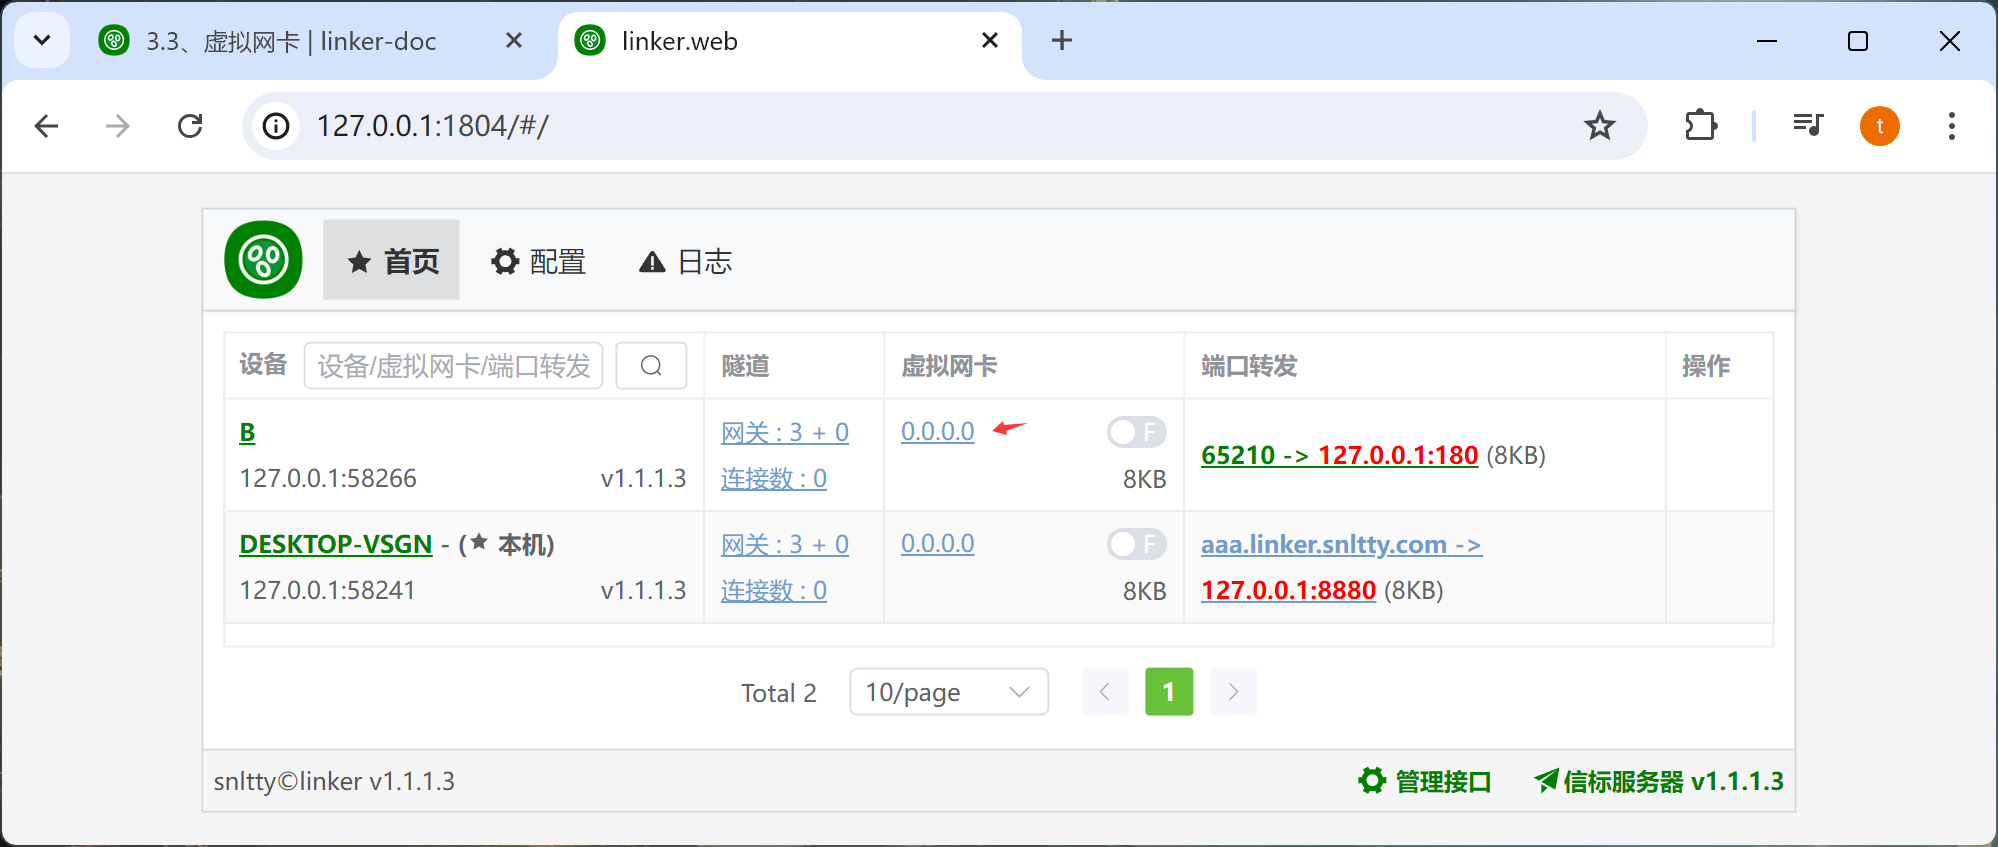 3.3、虚拟网卡 | linker-doc
linker.web
127.0.0.1:1804/#/
t
首页
配置
日志
设备 设备/虚拟网卡/端口转发 隧道 虚拟网卡 端口转发 操作
B 网关 : 3 + 0 0.0.0.0 F 65210 -> 127.0.0.1:180 (8KB)
127.0.0.1:58266 v1.1.1.3 连接数 : 0 8KB
DESKTOP-VSGN - (★ 本机) 网关 : 3 + 0 0.0.0.0 F aaa.linker.snltty.com ->
127.0.0.1:58241 v1.1.1.3 连接数 : 0 8KB 127.0.0.1:8880 (8KB)
Total 2 10/page 1
snltty©linker v1.1.1.3 管理接口 信标服务器 v1.1.1.3